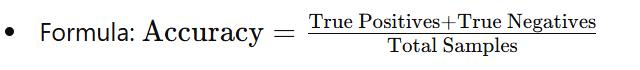 • Formula: Accuracy = True Positives+True Negatives / Total Samples